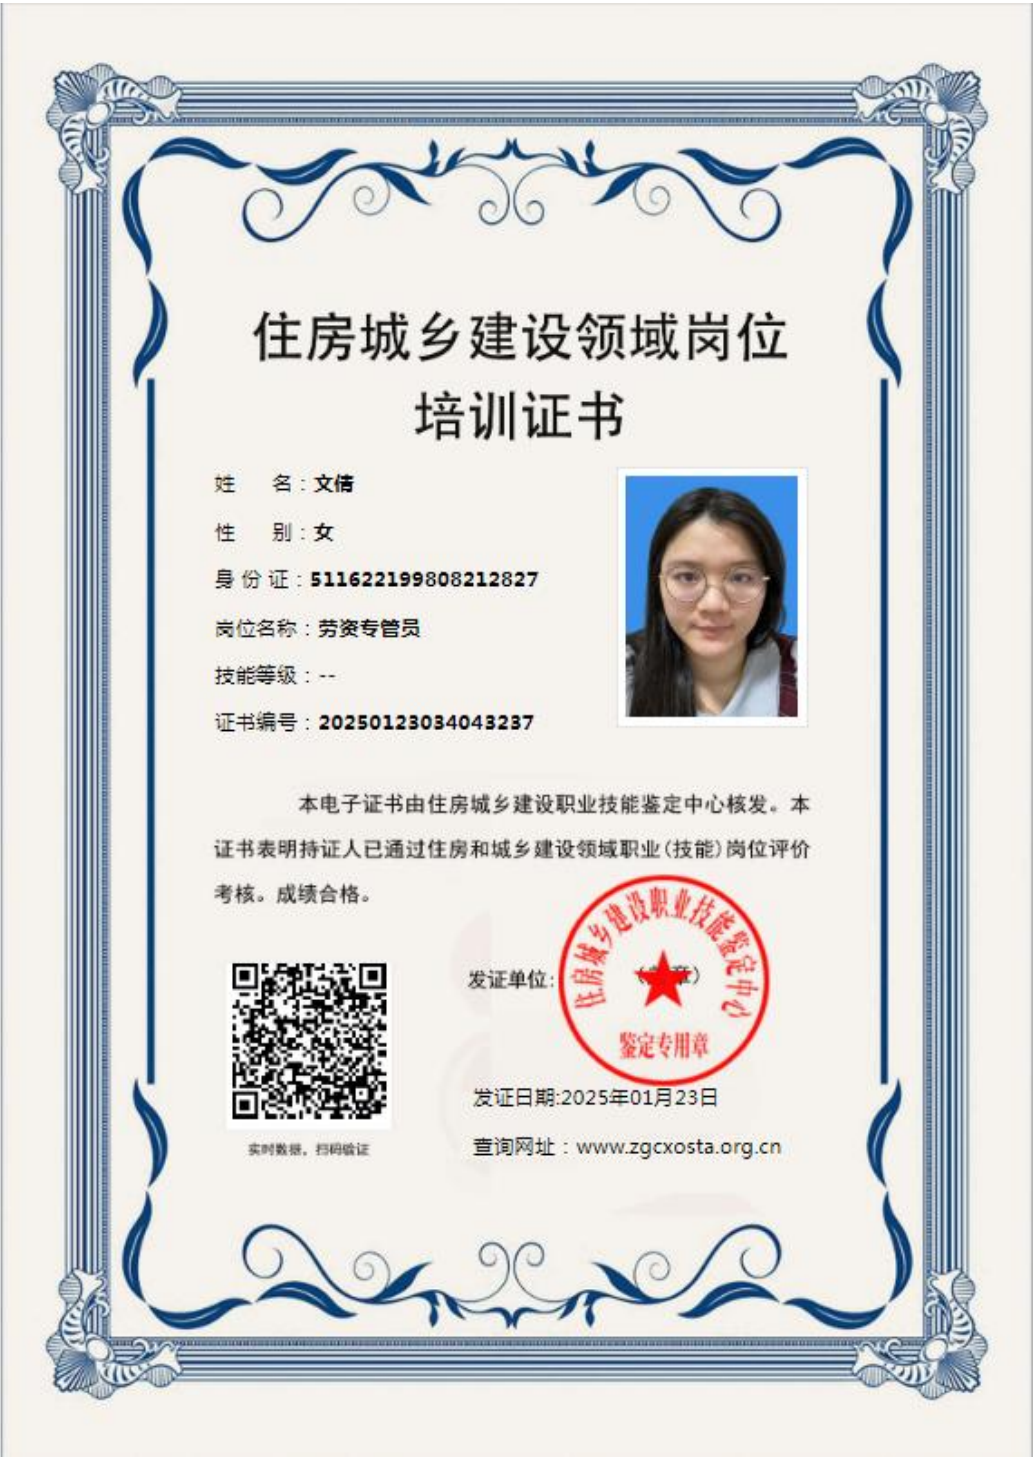 住房城乡建设领域岗位
培训证书
姓 名：文倩
性 别：女
身 份 证：511622199808212827
岗位名称：劳资专管员
技能等级：--
证书编号：20250123034043237
本电子证书由住房城乡建设职业技能鉴定中心核发。本
证书表明持证人已通过住房和城乡建设领域职业(技能)岗位评价
考核。成绩合格。
住房城乡建设职业技能鉴定中心
发证单位: （盖章）
鉴定专用章
发证日期:2025年01月23日
实时数据，扫码验证
查询网址：www.zgcxosta.org.cn